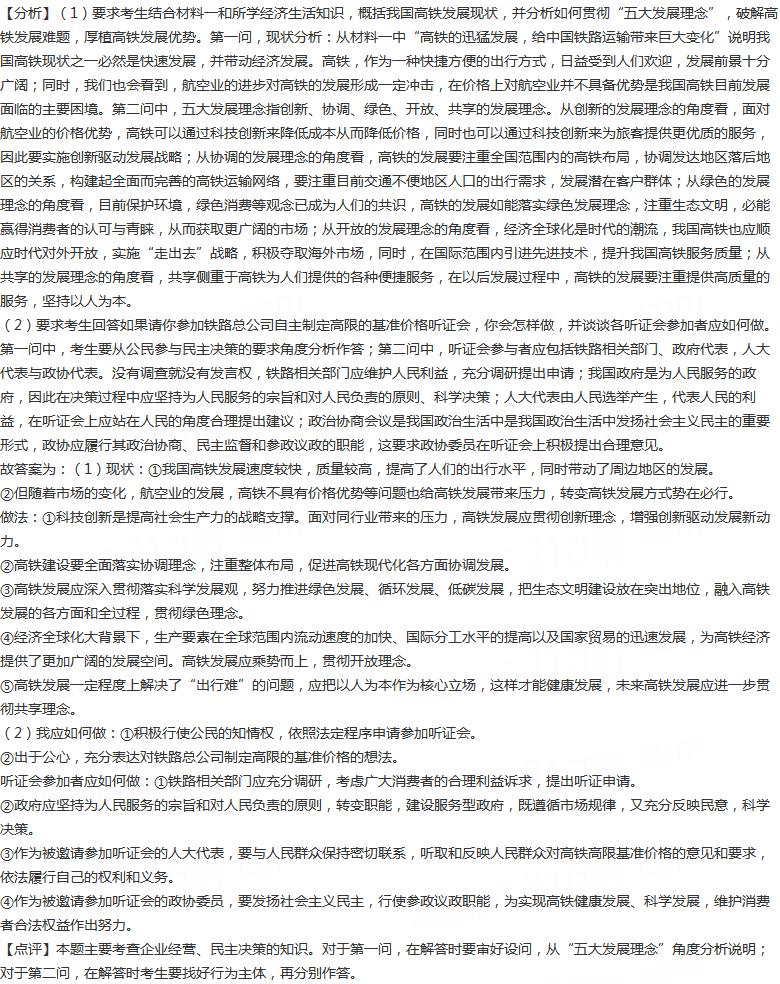 【分析】（1）要求考生结合材料一和所学经济生活知识，概括我国高铁发展现状，并分析如何贯彻“五大发展理念”，破解高
铁发展难题，厚植高铁发展优势。第一问，现状分析：从材料一中“高铁的迅猛发展，给中国铁路运输带来巨大变化”说明我
国高铁现状之一必然是快速发展，并带动经济发展。高铁，作为一种快捷方便的出行方式，日益受到人们欢迎，发展前景十分
广阔；同时，我们也会看到，航空业的进步对高铁的发展形成一定冲击，在价格上对航空业并不具备优势是我国高铁目前发展
面临的主要困境。第二问中，五大发展理念指创新、协调、绿色、开放、共享的发展理念。从创新的发展理念的角度看，面对
航空业的价格优势，高铁可以通过科技创新来降低成本从而降低价格，同时也可以通过科技创新来为旅客提供更优质的服务，
因此要实施创新驱动发展战略；从协调的发展理念的角度看，高铁的发展要注重全国范围内的高铁布局，协调发达地区落后地
区的关系，构建起全面而完善的高铁运输网络，要注重目前交通不便地区人口的出行需求，发展潜在客户群体；从绿色的发展
理念的角度看，目前保护环境，绿色消费等观念已成为人们的共识，高铁的发展如能落实绿色发展理念，注重生态文明，必能
赢得消费者的认可与青睐，从而获取更广阔的市场；从开放的发展理念的角度看，经济全球化是时代的潮流，我国高铁也应顺
应时代对外开放，实施“走出去”战略，积极夺取海外市场，同时，在国际范围内引进先进技术，提升我国高铁服务质量；从
共享的发展理念的角度看，共享侧重于高铁为人们提供的各种便捷服务，在以后发展过程中，高铁的发展要注重提供高质量的
服务，坚持以人为本。
（2）要求考生回答如果请你参加铁路总公司自主制定高限的基准价格听证会，你会怎样做，并谈谈各听证会参加者应如何做。
第一问中，考生要从公民参与民主决策的要求角度分析作答；第二问中，听证会参与者应包括铁路相关部门、政府代表，人大
代表与政协代表。没有调查就没有发言权，铁路相关部门应维护人民利益，充分调研提出申请；我国政府是为人民服务的政
府，因此在决策过程中应坚持为人民服务的宗旨和对人民负责的原则、科学决策；人大代表由人民选举产生，代表人民的利
益，在听证会上应站在人民的角度合理提出建议；政治协商会议是我国政治生活中是我国政治生活中发扬社会主义民主的重要
形式，政协应履行其政治协商、民主监督和参政议政的职能，这要求政协委员在听证会上积极提出合理意见。
故答案为：（1）现状：①我国高铁发展速度较快，质量较高，提高了人们的出行水平，同时带动了周边地区的发展。
②但随着市场的变化，航空业的发展，高铁不具有价格优势等问题也给高铁发展带来压力，转变高铁发展方式势在必行。
做法：①科技创新是提高社会生产力的战略支撑。面对同行业带来的压力，高铁发展应贯彻创新理念，增强创新驱动发展新动
力。
②高铁建设要全面落实协调理念，注重整体布局，促进高铁现代化各方面协调发展。
③高铁发展应深入贯彻落实科学发展观，努力推进绿色发展、循环发展、低碳发展，把生态文明建设放在突出地位，融入高铁
发展的各方面和全过程，贯彻绿色理念。
④经济全球化大背景下，生产要素在全球范围内流动速度的加快、国际分工水平的提高以及国家贸易的迅速发展，为高铁经济
提供了更加广阔的发展空间。高铁发展应乘势而上，贯彻开放理念。
⑤高铁发展一定程度上解决了“出行难”的问题，应把以人为本作为核心立场，这样才能健康发展，未来高铁发展应进一步贯
彻共享理念。
（2）我应如何做：①积极行使公民的知情权，依照法定程序申请参加听证会。
②出于公心，充分表达对铁路总公司制定高限的基准价格的想法。
听证会参加者应如何做：①铁路相关部门应充分调研，考虑广大消费者的合理利益诉求，提出听证申请。
②政府应坚持为人民服务的宗旨和对人民负责的原则，转变职能，建设服务型政府，既遵循市场规律，又充分反映民意，科学
决策。
③作为被邀请参加听证会的人大代表，要与人民群众保持密切联系，听取和反映人民群众对高铁高限基准价格的意见和要求，
依法履行自己的权利和义务。
④作为被邀请参加听证会的政协委员，要发扬社会主义民主，行使参政议政职能，为实现高铁健康发展、科学发展，维护消费
者合法权益作出努力。
【点评】本题主要考查企业经营、民主决策的知识。对于第一问，在解答时要审好设问，从“五大发展理念”角度分析说明；
对于第二问，在解答时考生要找好行为主体，再分别作答。